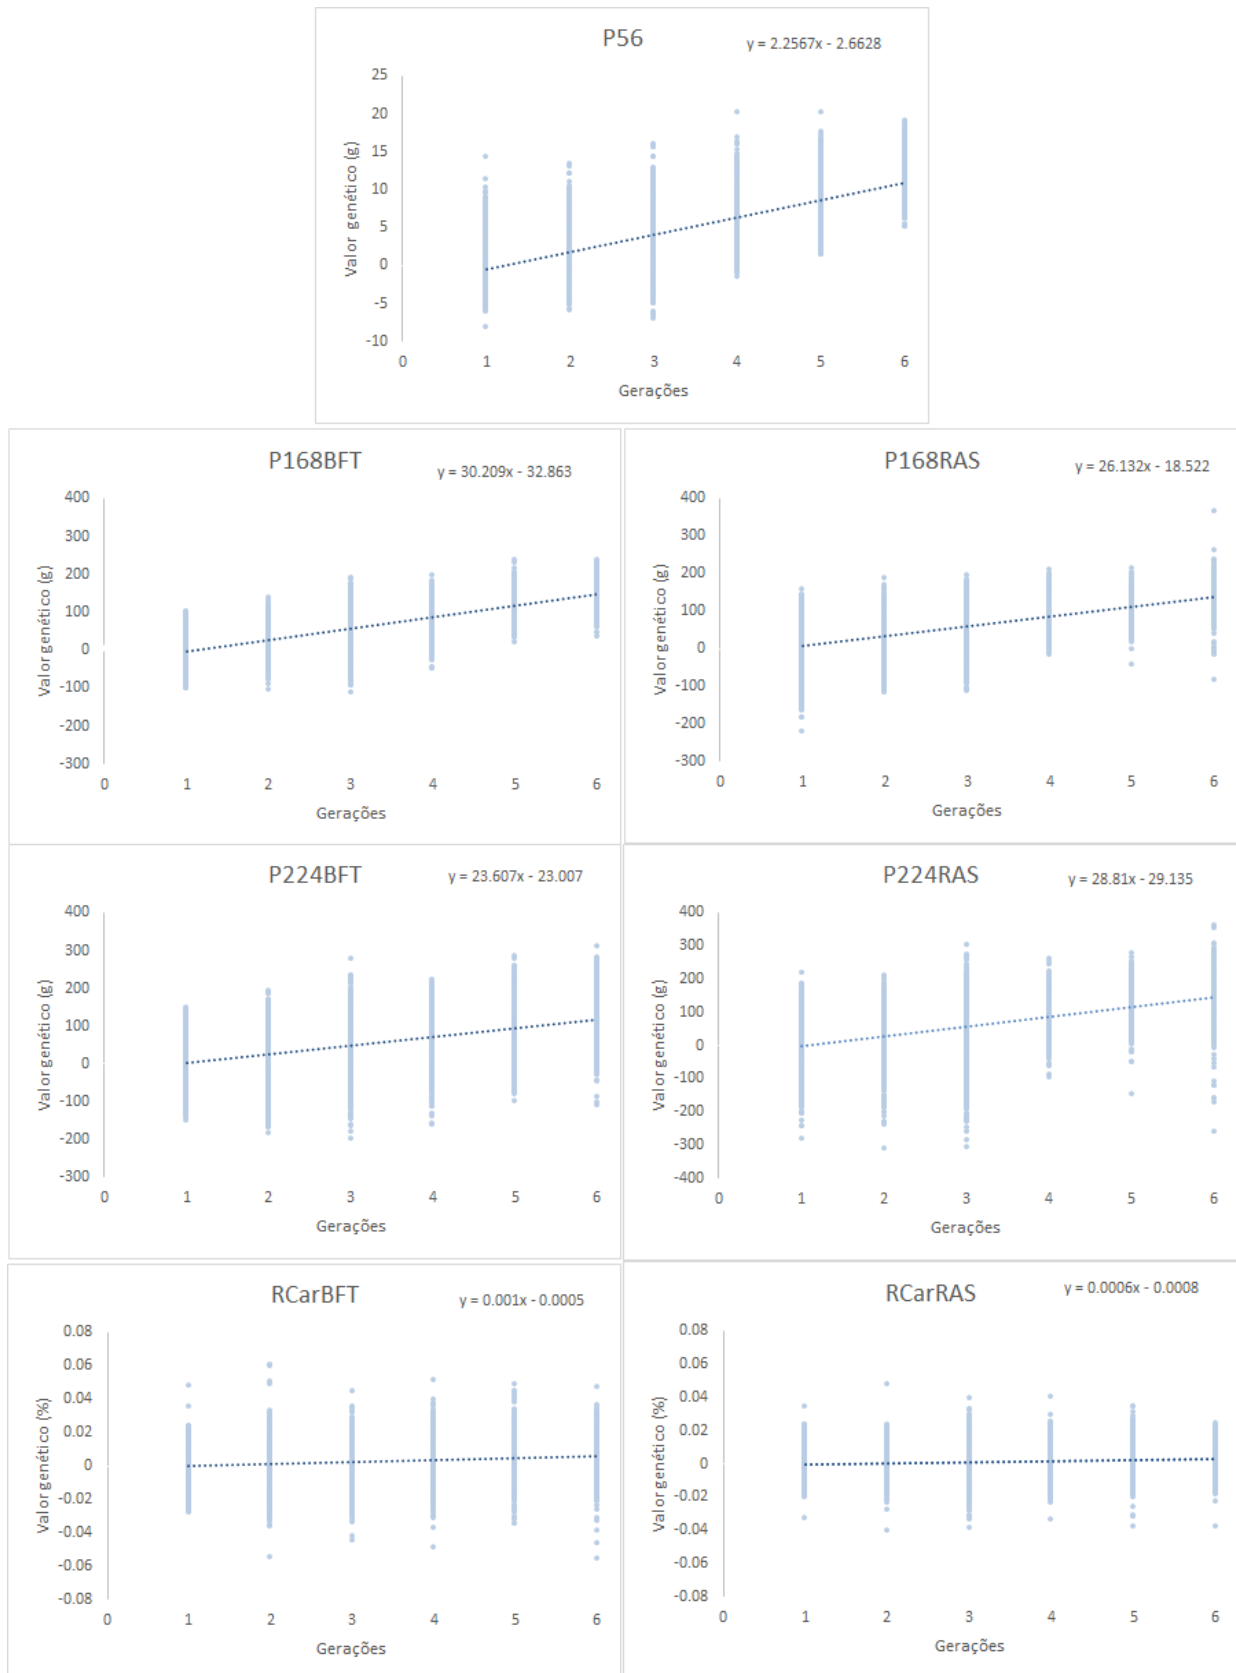 P56
y = 2.2567x - 2.6628
Valor genético (g)
25
20
15
10
5
0
-5
-10
0 1 2 3 4 5 6
Gerações
P168BFT
y = 30.209x - 32.863
Valor genético (g)
400
300
200
100
0
-100
-200
-300
0 1 2 3 4 5 6
Gerações
P168RAS
y = 26.132x - 18.522
Valor genético (g)
400
300
200
100
0
-100
-200
-300
0 1 2 3 4 5 6
Gerações
P224BFT
y = 23.607x - 23.007
Valor genético (g)
400
300
200
100
0
-100
-200
-300
0 1 2 3 4 5 6
Gerações
P224RAS
y = 28.81x - 29.135
Valor genético (g)
400
300
200
100
0
-100
-200
-300
-400
0 1 2 3 4 5 6
Gerações
RCarBFT
y = 0.001x - 0.0005
Valor genético (%)
0.08
0.06
0.04
0.02
0
-0.02
-0.04
-0.06
-0.08
0 1 2 3 4 5 6
Gerações
RCarRAS
y = 0.0006x - 0.0008
Valor genético (%)
0.08
0.06
0.04
0.02
0
-0.02
-0.04
-0.06
-0.08
0 1 2 3 4 5 6
Gerações